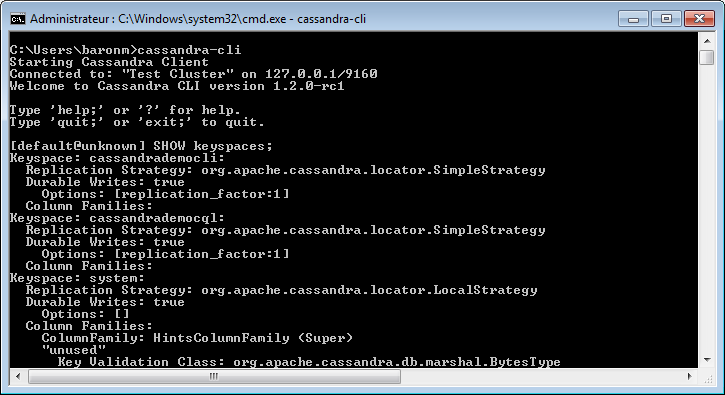 Administrateur : C:\Windows\system32\cmd.exe - cassandra-cli
C:\Users\baronm>cassandra-cli
Starting Cassandra Client
Connected to: "Test Cluster" on 127.0.0.1/9160
Welcome to Cassandra CLI version 1.2.0-rc1
Type 'help;' or '?' for help.
Type 'quit;' or 'exit;' to quit.
[default@unknown] SHOW keyspaces;
Keyspace: cassandrademocli:
  Replication Strategy: org.apache.cassandra.locator.SimpleStrategy
  Durable Writes: true
    Options: [replication_factor:1]
  Column Families:
Keyspace: cassandrademocql:
  Replication Strategy: org.apache.cassandra.locator.SimpleStrategy
  Durable Writes: true
    Options: [replication_factor:1]
  Column Families:
Keyspace: system:
  Replication Strategy: org.apache.cassandra.locator.LocalStrategy
  Durable Writes: true
    Options: []
  Column Families:
    ColumnFamily: HintsColumnFamily (Super)
    "unused"
      Key Validation Class: org.apache.cassandra.db.marshal.BytesType